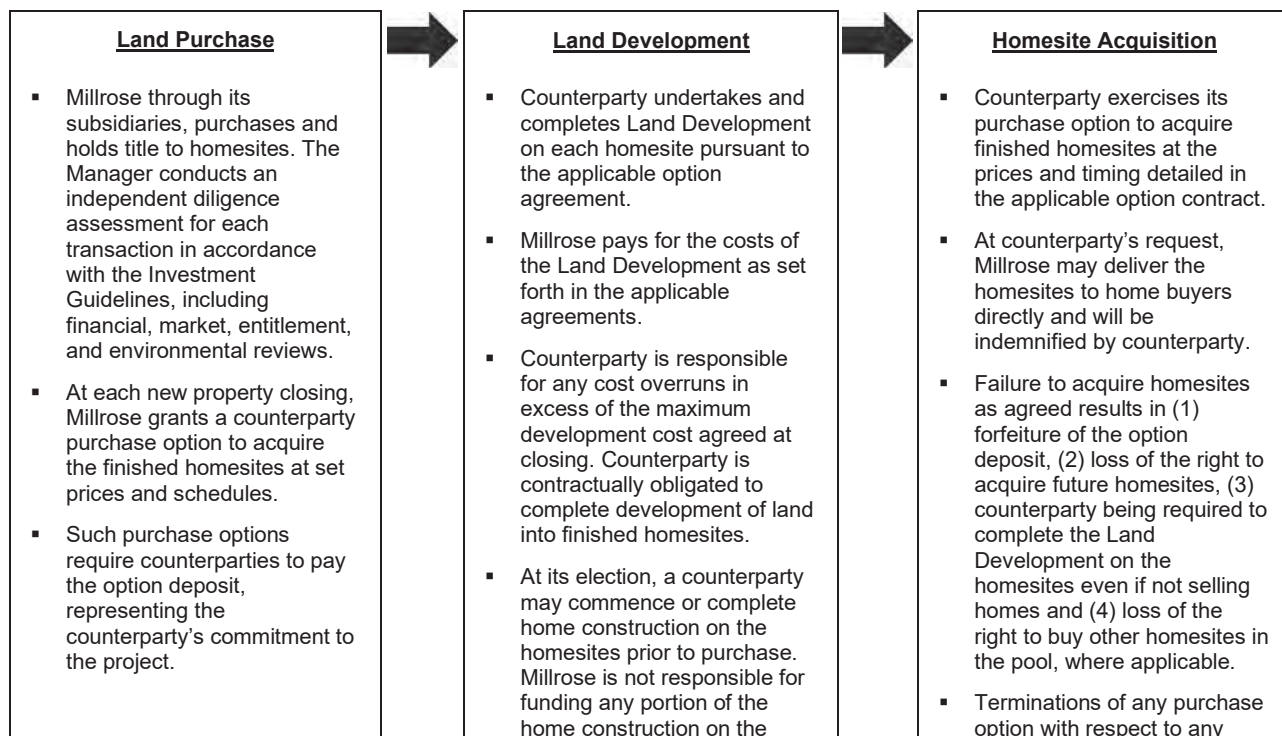 Land Purchase
▪ Millrose through its
subsidiaries, purchases and
holds title to homesites. The
Manager conducts an
independent diligence
assessment for each
transaction in accordance
with the Investment
Guidelines, including
financial, market, entitlement,
and environmental reviews.
▪ At each new property closing,
Millrose grants a counterparty
purchase option to acquire
the finished homesites at set
prices and schedules.
▪ Such purchase options
require counterparties to pay
the option deposit,
representing the
counterparty’s commitment to
the project.
Land Development
▪ Counterparty undertakes and
completes Land Development
on each homesite pursuant to
the applicable option
agreement.
▪ Millrose pays for the costs of
the Land Development as set
forth in the applicable
agreements.
▪ Counterparty is responsible
for any cost overruns in
excess of the maximum
development cost agreed at
closing. Counterparty is
contractually obligated to
complete development of land
into finished homesites.
▪ At its election, a counterparty
may commence or complete
home construction on the
homesites prior to purchase.
Millrose is not responsible for
funding any portion of the
home construction on the
Homesite Acquisition
▪ Counterparty exercises its
purchase option to acquire
finished homesites at the
prices and timing detailed in
the applicable option contract.
▪ At counterparty’s request,
Millrose may deliver the
homesites to home buyers
directly and will be
indemnified by counterparty.
▪ Failure to acquire homesites
as agreed results in (1)
forfeiture of the option
deposit, (2) loss of the right to
acquire future homesites, (3)
counterparty being required to
complete the Land
Development on the
homesites even if not selling
homes and (4) loss of the
right to buy other homesites in
the pool, where applicable.
▪ Terminations of any purchase
option with respect to any